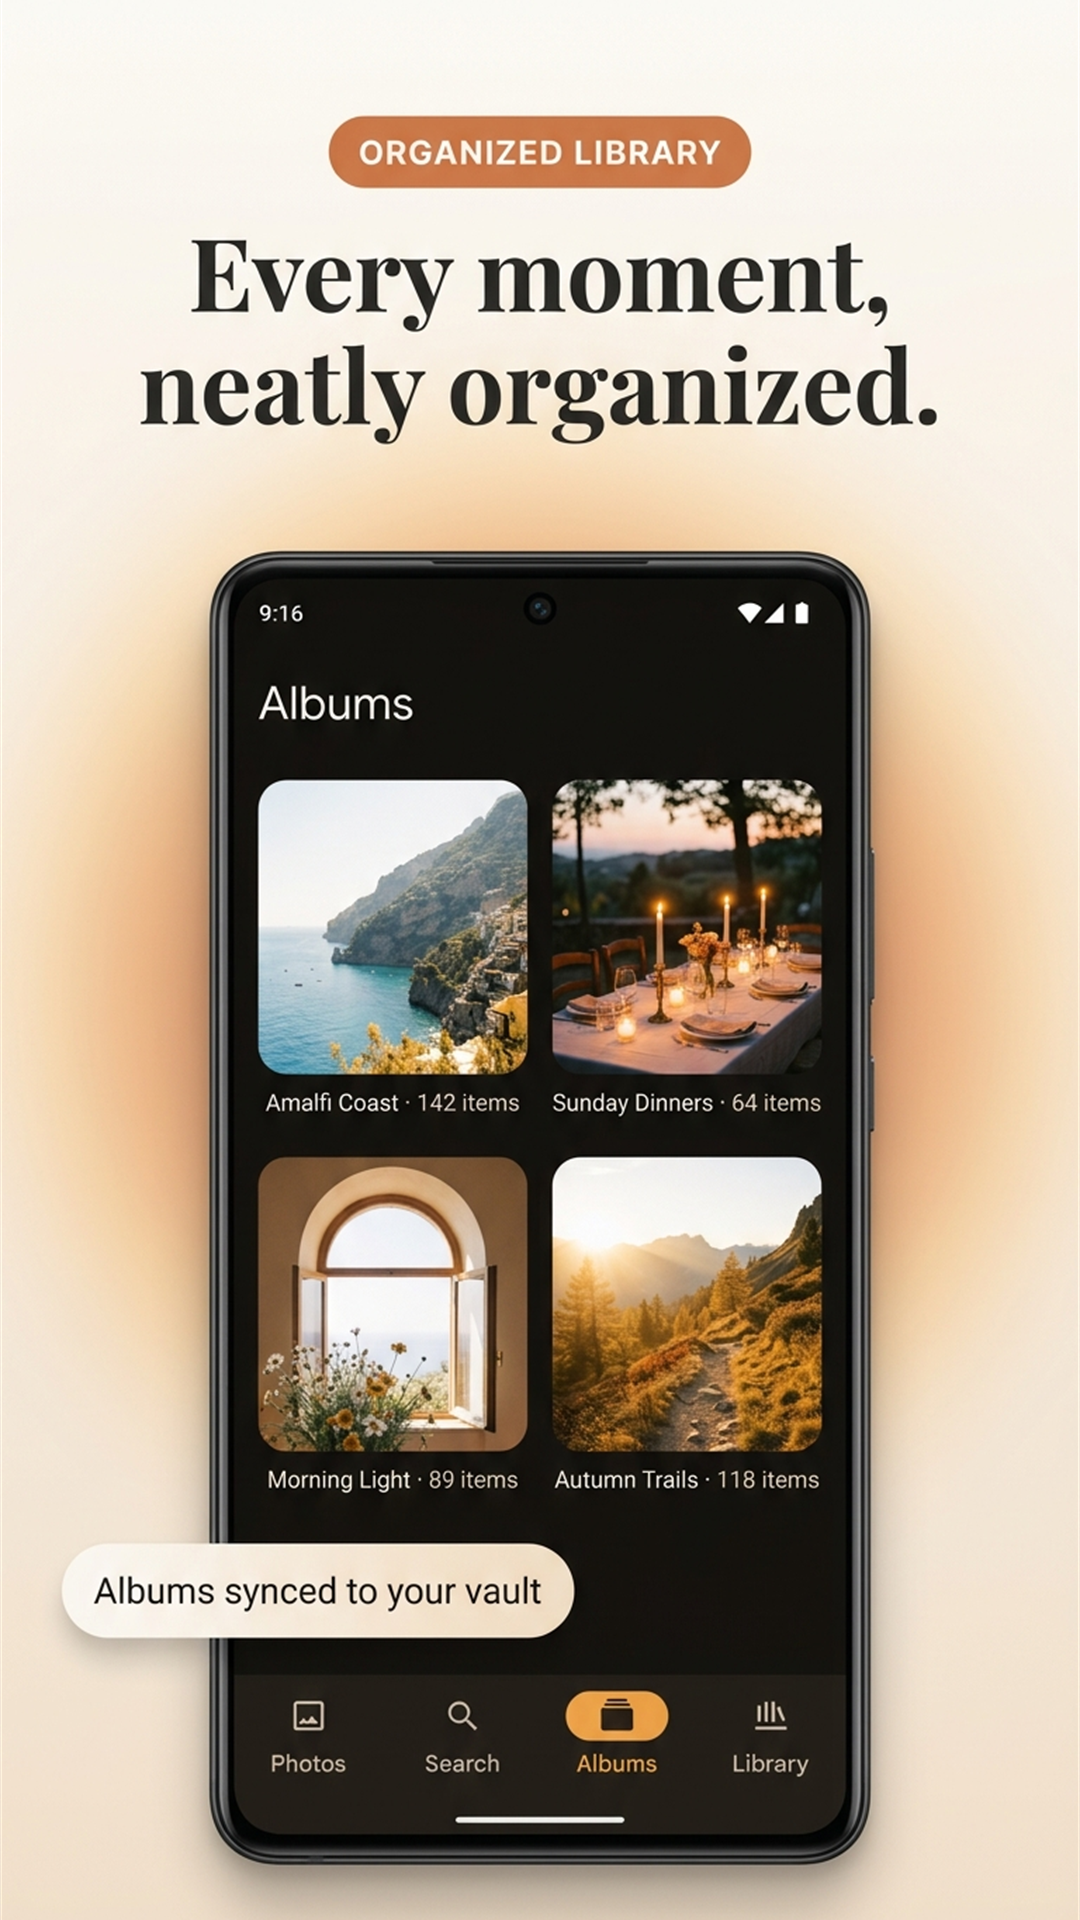 ORGANIZED LIBRARY
Every moment,
neatly organized.
9:16
Albums
Amalfi Coast · 142 items
Sunday Dinners · 64 items
Morning Light · 89 items
Autumn Trails · 118 items
Albums synced to your vault
Photos
Search
Albums
Library